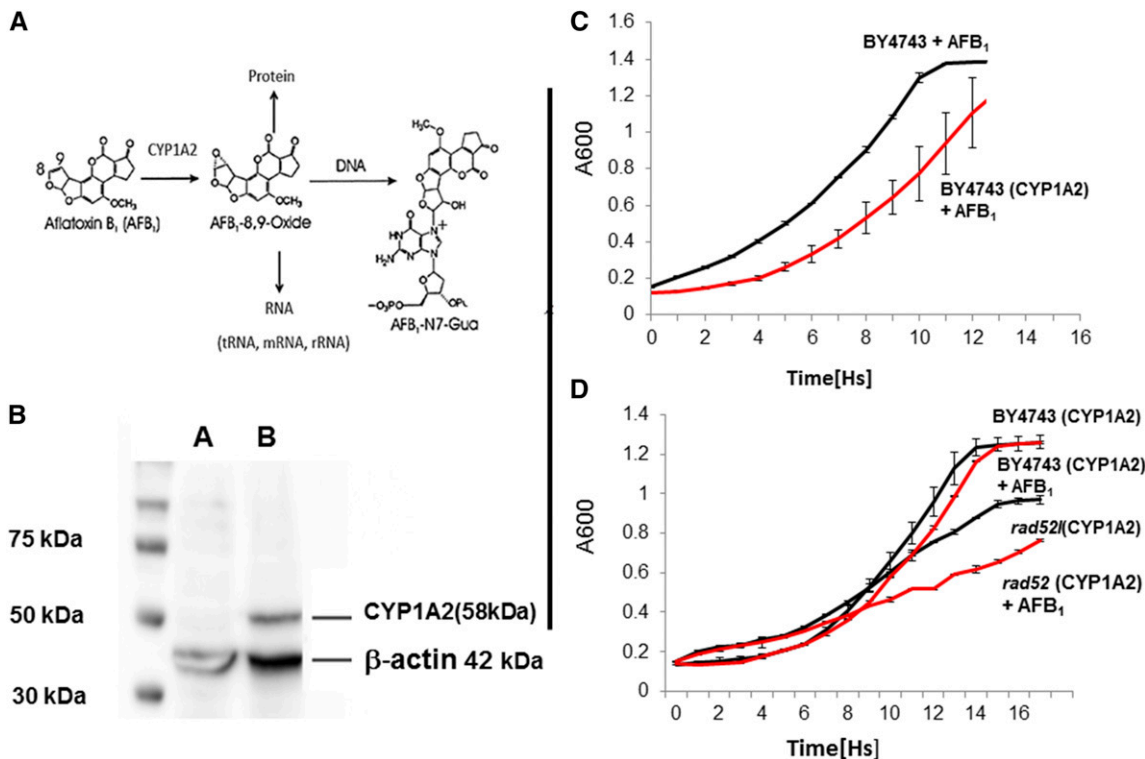 A
Protein
CYP1A2
DNA
Aflatoxin B₁ (AFB₁)
AFB₁-8,9-Oxide
RNA
(tRNA, mRNA, rRNA)
AFB₁-N7-Gua
8
9
O
O
O
O
O
OCH₃
O
O
O
O
O
OCH₃
H₃C
O
O
O
O
O
O
OH
O
HN
H₂N
N
N
N
+
O
−O₃PO
B
A B
75 kDa
50 kDa
30 kDa
CYP1A2(58kDa)
β-actin 42 kDa
C
A600
1.6
1.4
1.2
1
0.8
0.6
0.4
0.2
0
0 2 4 6 8 10 12 14 16
Time[Hs]
BY4743 + AFB₁
BY4743 (CYP1A2)
+ AFB₁
D
A600
1.4
1.2
1
0.8
0.6
0.4
0.2
0
0 2 4 6 8 10 12 14 16
Time[Hs]
BY4743 (CYP1A2)
BY4743 (CYP1A2)
+ AFB₁
rad52/(CYP1A2)
rad52 (CYP1A2)
+ AFB₁